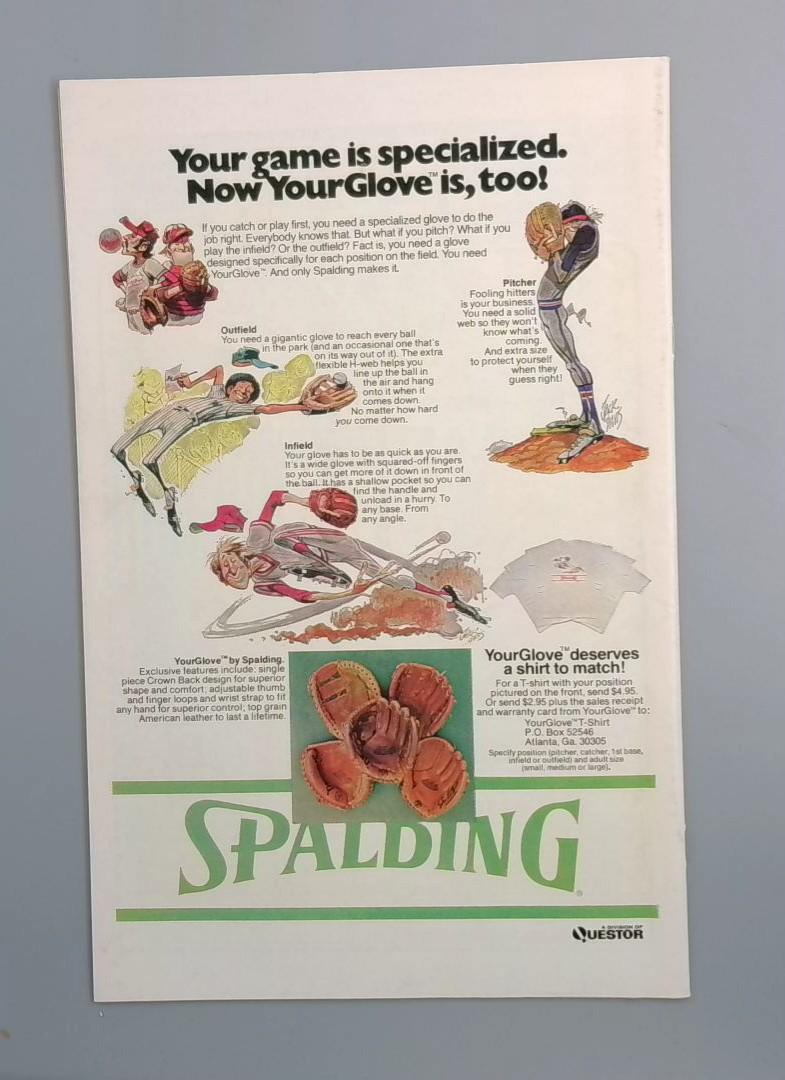 Your game is specialized.
Now YourGlove™ is, too!
If you catch or play first, you need a specialized glove to do the
job right. Everybody knows that. But what if you pitch? What if you
play the infield? Or the outfield? Fact is, you need a glove
designed specifically for each position on the field. You need
YourGlove™. And only Spalding makes it.
Pitcher
Fooling hitters
is your business.
You need a solid
web so they won't
know what's
coming.
And extra size
to protect yourself
when they
guess right!
Outfield
You need a gigantic glove to reach every ball
in the park (and an occasional one that's
on its way out of it). The extra
flexible H-web helps you
line up the ball in
the air and hang
onto it when it
comes down.
No matter how hard
you come down.
Infield
Your glove has to be as quick as you are.
It's a wide glove with squared-off fingers
so you can get more of it down in front of
the ball. It has a shallow pocket so you can
find the handle and
unload in a hurry. To
any base. From
any angle.
YourGlove™ by Spalding.
Exclusive features include: single
piece Crown Back design for superior
shape and comfort; adjustable thumb
and finger loops and wrist strap to fit
any hand for superior control; top grain
American leather to last a lifetime.
YourGlove™ deserves
a shirt to match!
For a T-shirt with your position
pictured on the front, send $4.95.
Or send $2.95 plus the sales receipt
and warranty card from YourGlove™ to:
YourGlove™ T-Shirt
P.O. Box 52546
Atlanta, Ga. 30305
Specify position (pitcher, catcher, 1st base,
infield or outfield) and adult size
(small, medium or large).
SPALDING®
A DIVISION OF
QUESTOR